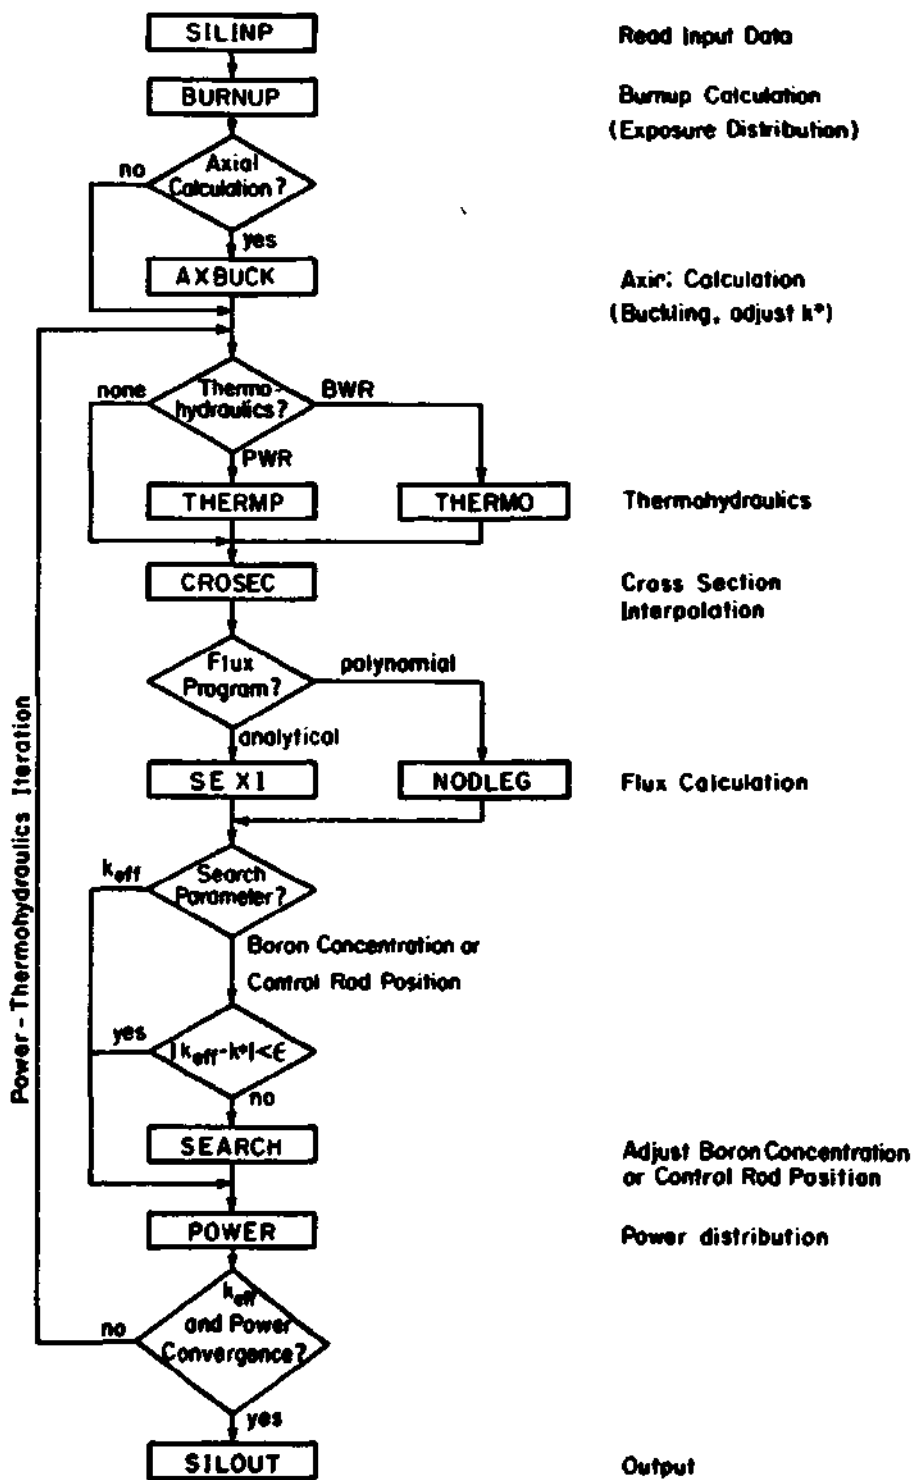 SILINP
Read Input Data
BURNUP
Burnup Calculation
(Exposure Distribution)
Axial
Calculation?
no
yes
AXBUCK
Axir: Calculation
(Buckling, adjust k*)
none
Thermo-
hydraulics?
BWR
PWR
THERMP
THERMO
Thermohydraulics
CROSEC
Cross Section
Interpolation
Flux
Program?
polynomial
analytical
SEXI
NODLEG
Flux Calculation
Power-Thermohydraulics Iteration
keff
Search
Parameter?
Boron Concentration or
Control Rod Position
yes
|keff-k*|<ϵ
no
SEARCH
Adjust Boron Concentration
or Control Rod Position
POWER
Power distribution
keff
and Power
Convergence?
no
yes
SILOUT
Output